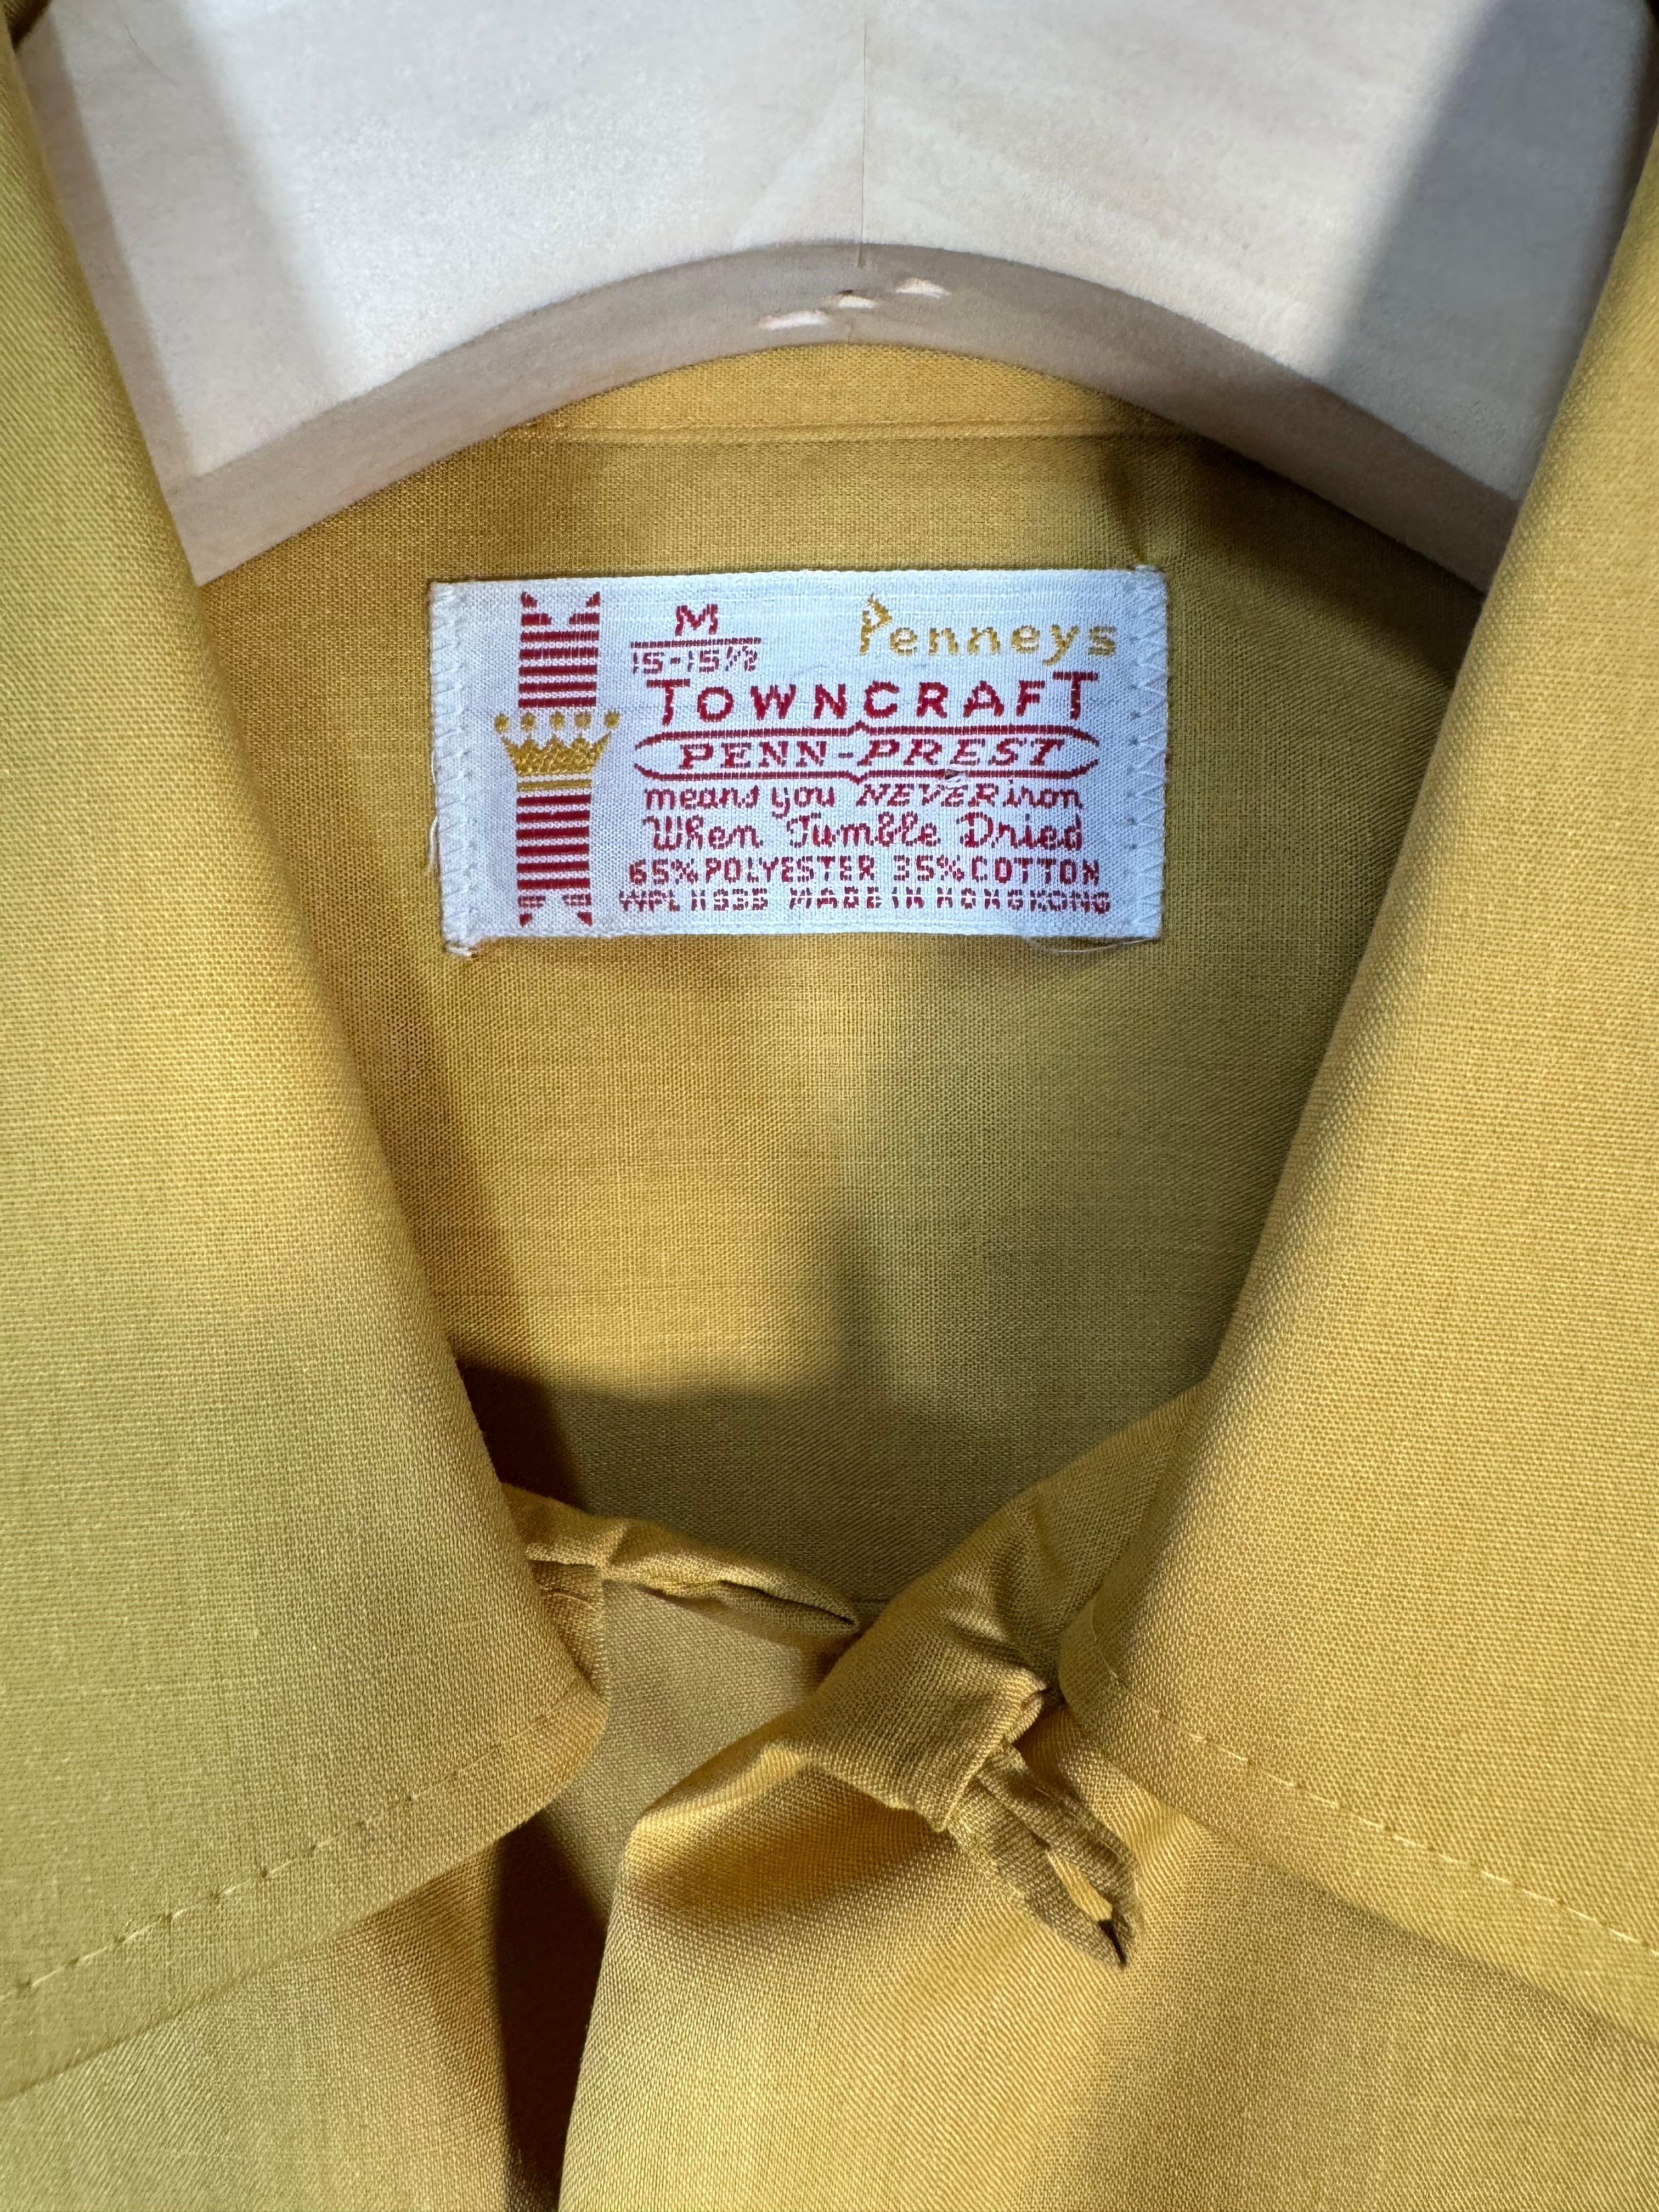 M
15-15½
Penneys
TOWNCRAFT
PENN-PREST
means you NEVER iron
When Tumble Dried
65% POLYESTER 35% COTTON
WPL MADE IN HONG KONG